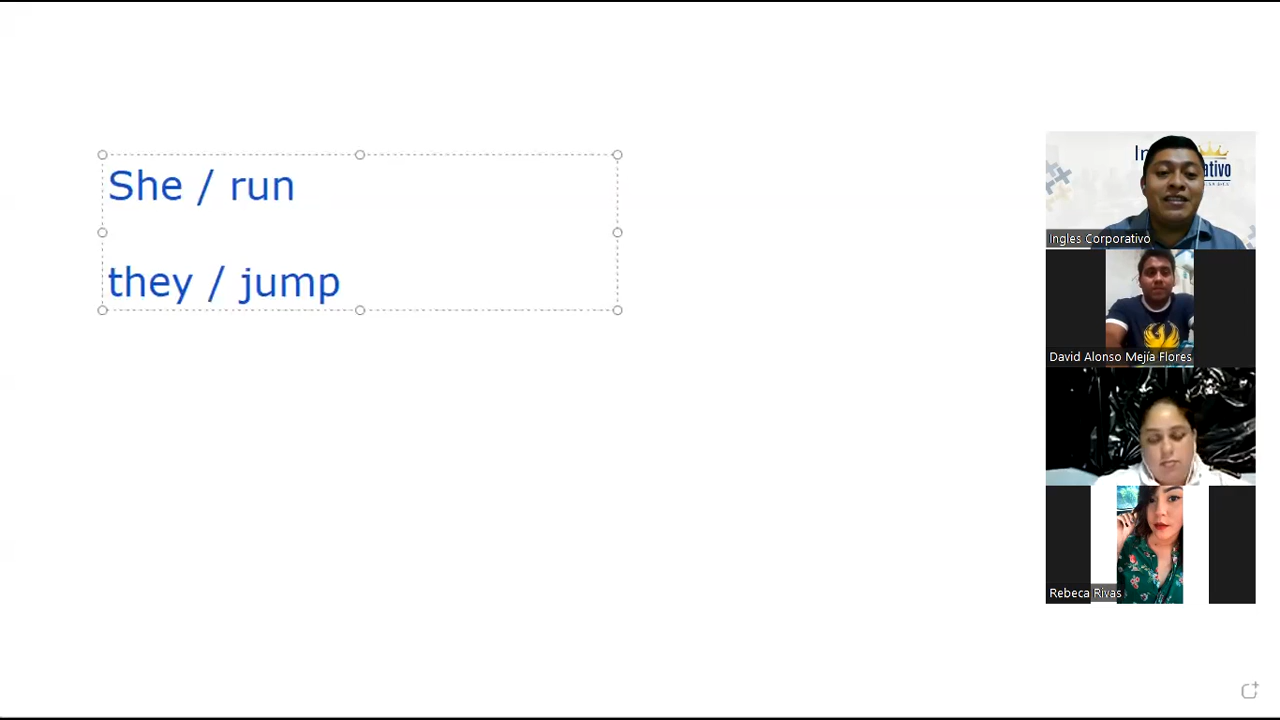 She / run
they / jump
Ingles Corporativo
David Alonso Mejía Flores
Rebeca Rivas